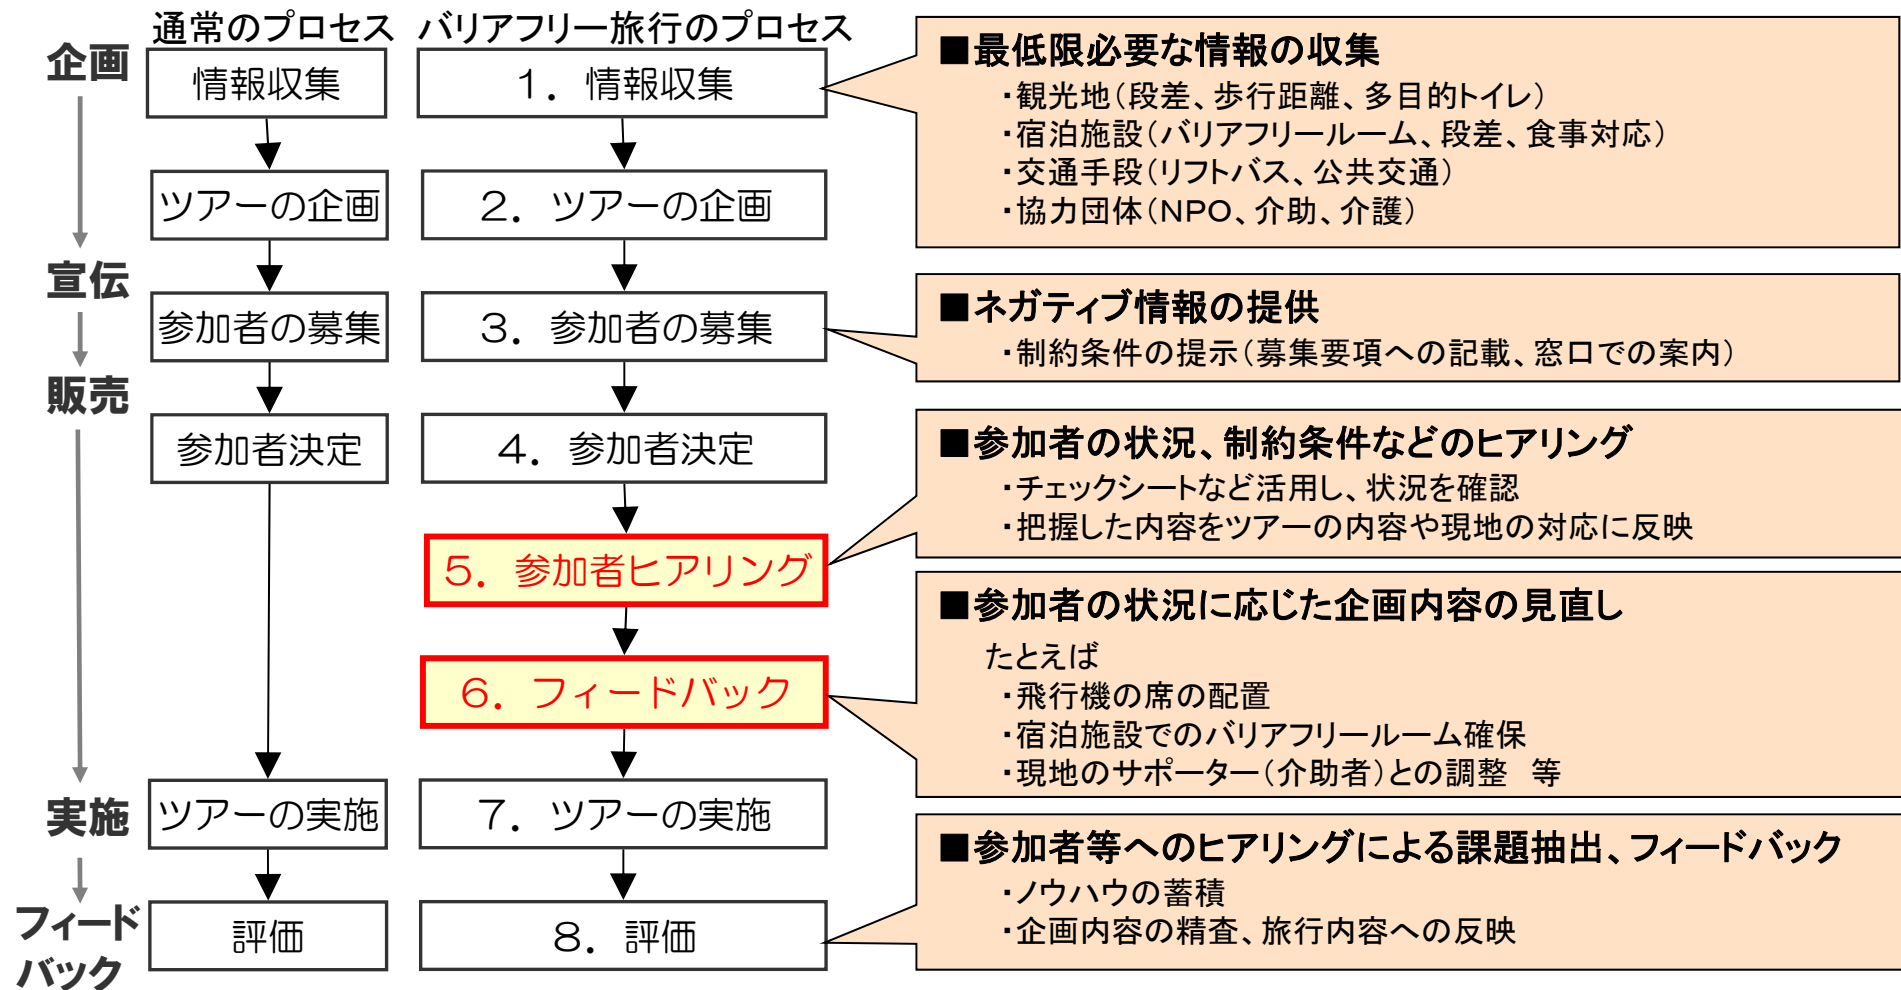 通常のプロセス
バリアフリー旅行のプロセス
企画
宣伝
販売
実施
フィード
バック
情報収集
ツアーの企画
参加者の募集
参加者決定
ツアーの実施
評価
1．情報収集
2．ツアーの企画
3．参加者の募集
4．参加者決定
5．参加者ヒアリング
6．フィードバック
7．ツアーの実施
8．評価
■最低限必要な情報の収集
・観光地（段差、歩行距離、多目的トイレ）
・宿泊施設（バリアフリールーム、段差、食事対応）
・交通手段（リフトバス、公共交通）
・協力団体（NPO、介助、介護）
■ネガティブ情報の提供
・制約条件の提示（募集要項への記載、窓口での案内）
■参加者の状況、制約条件などのヒアリング
・チェックシートなど活用し、状況を確認
・把握した内容をツアーの内容や現地の対応に反映
■参加者の状況に応じた企画内容の見直し
たとえば
・飛行機の席の配置
・宿泊施設でのバリアフリールーム確保
・現地のサポーター（介助者）との調整　等
■参加者等へのヒアリングによる課題抽出、フィードバック
・ノウハウの蓄積
・企画内容の精査、旅行内容への反映